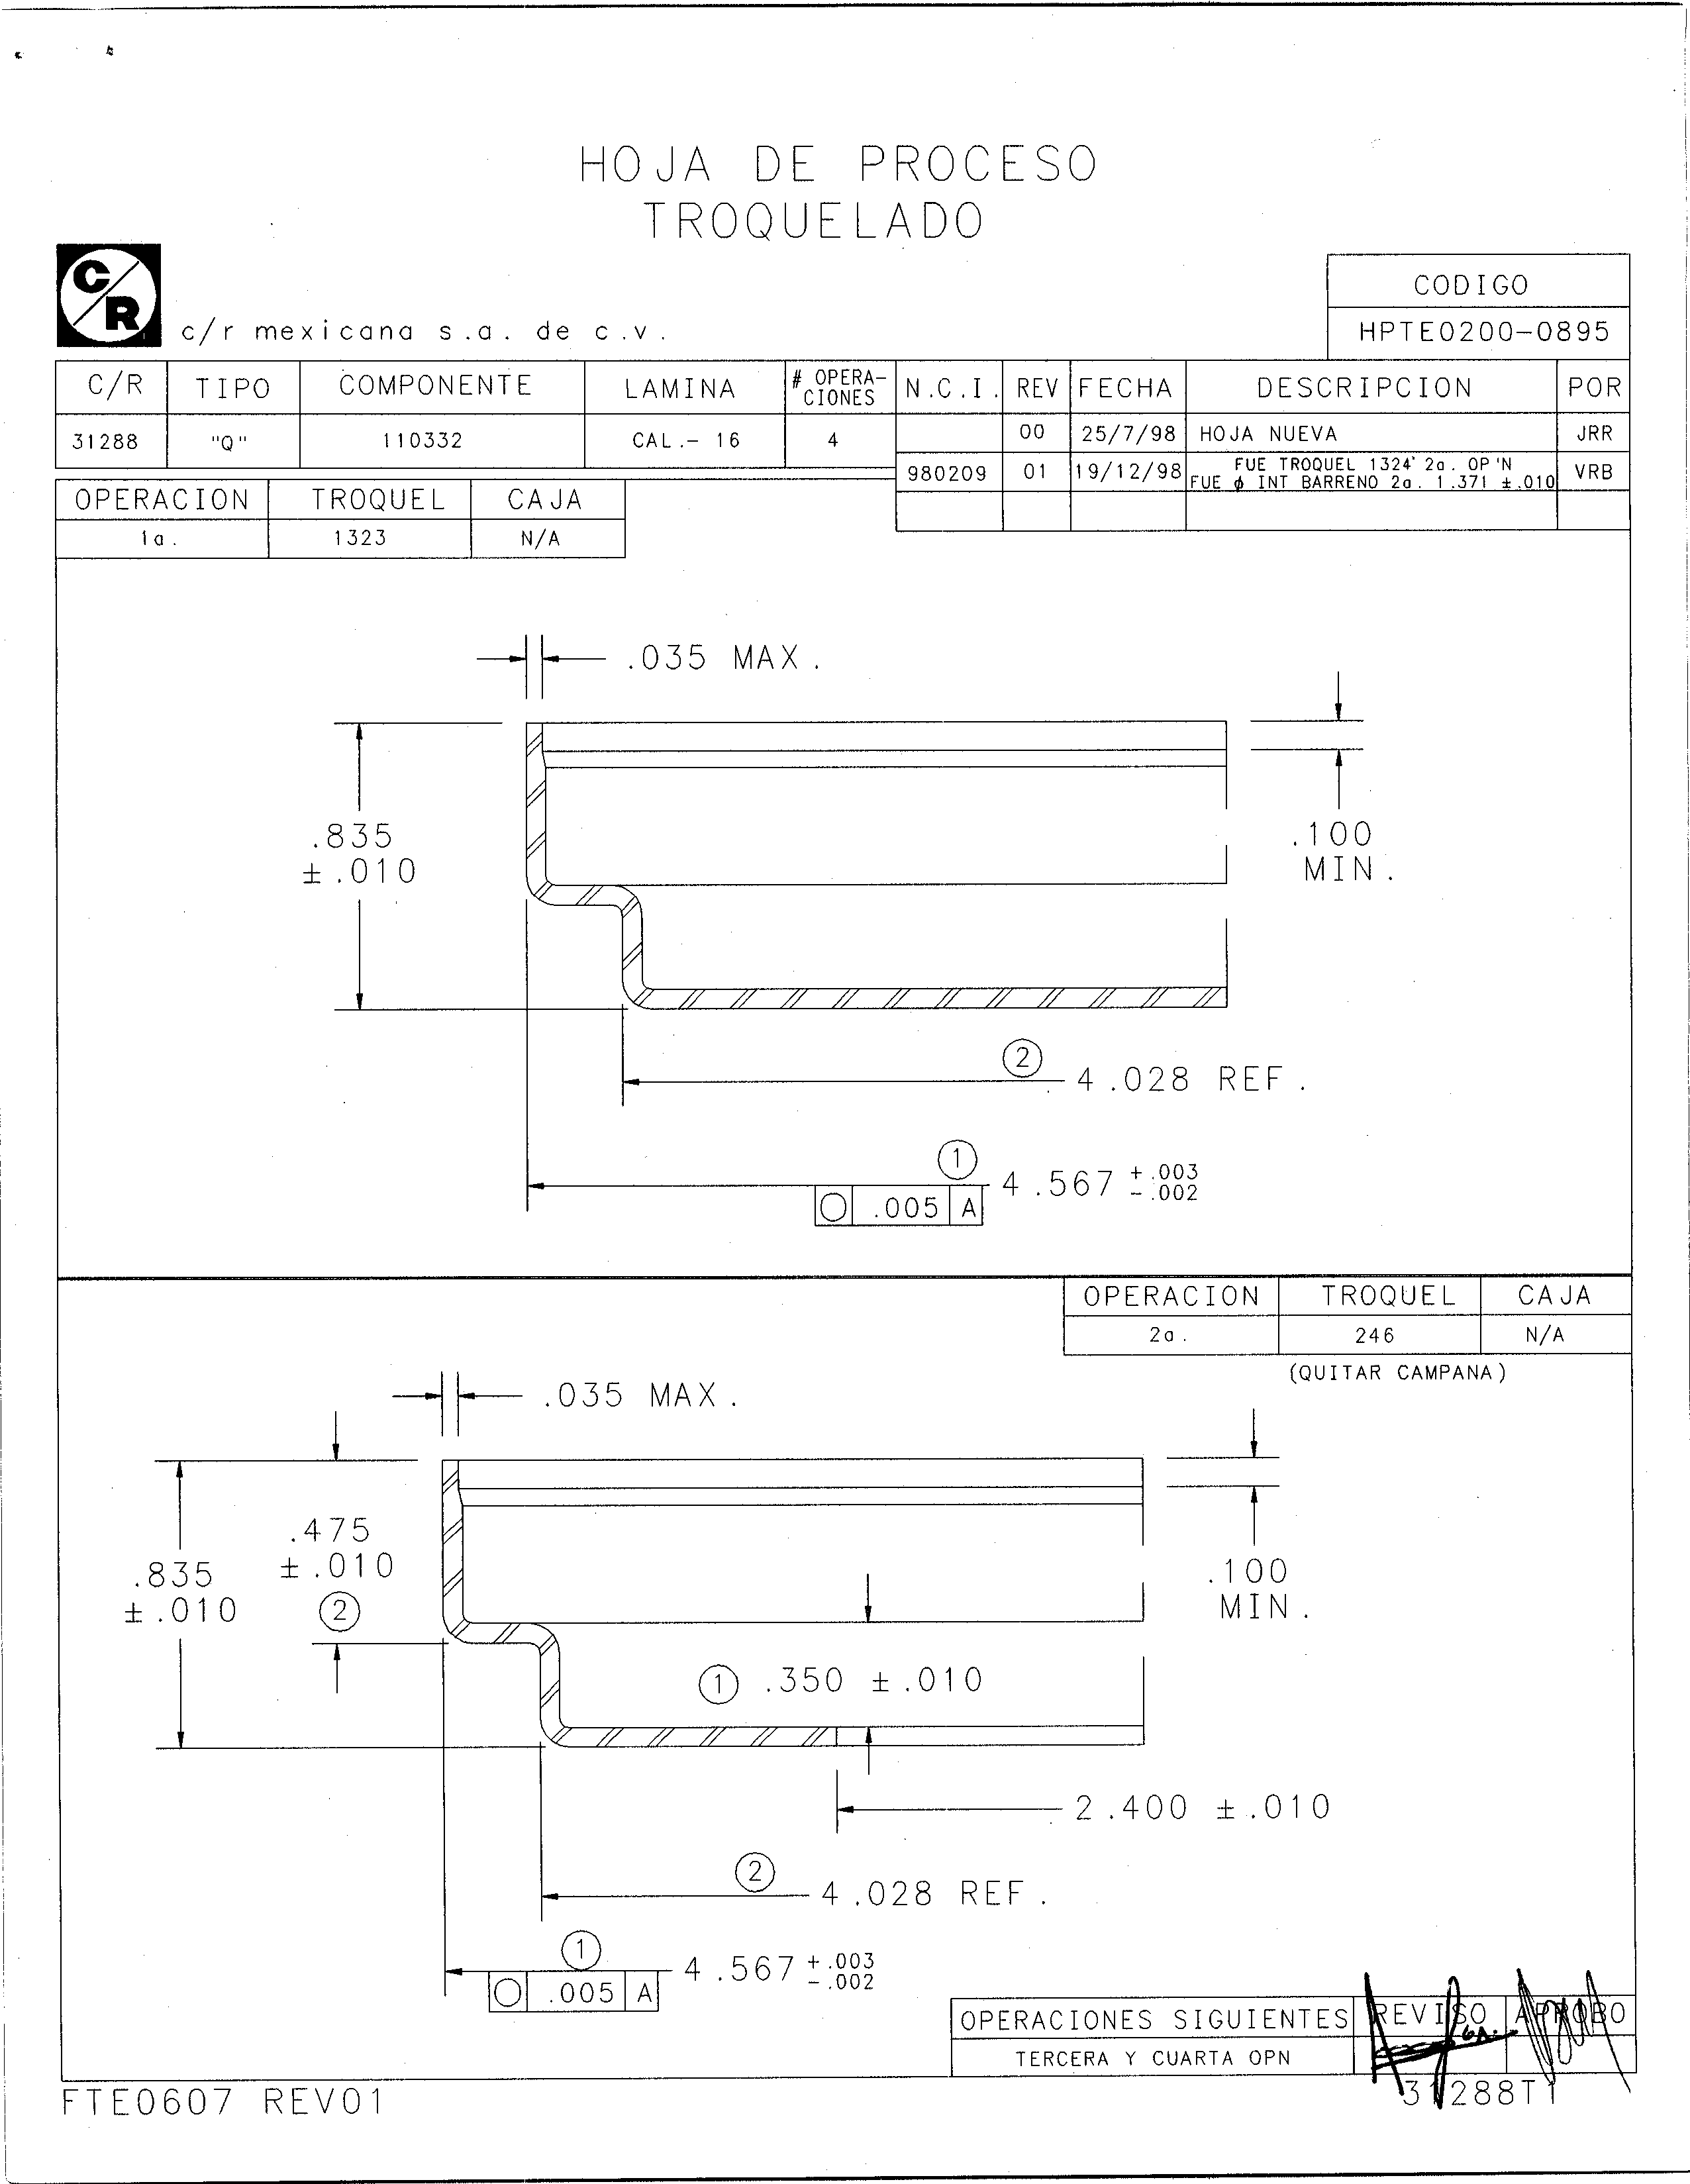 HOJA DE PROCESO
TROQUELADO
C/R
c/r mexicana s.a. de c.v.
CODIGO
HPTE0200-0895
C/R TIPO COMPONENTE LAMINA # OPERA-CIONES N.C.I. REV FECHA DESCRIPCION POR
31288 "Q" 110332 CAL.- 16 4 00 25/7/98 HOJA NUEVA JRR
980209 01 19/12/98 FUE TROQUEL 1324 2a. OP'N VRB
FUE ϕ INT BARRENO 2a. 1.371 ±.010
OPERACION TROQUEL CAJA
1a. 1323 N/A
.035 MAX.
.835
±.010
.100
MIN.
2
4.028 REF.
1
4.567 +.003
-.002
○ .005 A
OPERACION TROQUEL CAJA
2a. 246 N/A
(QUITAR CAMPANA)
.035 MAX.
.475
±.010
2
.835
±.010
.100
MIN.
1 .350 ±.010
2.400 ±.010
2
4.028 REF.
1
4.567 +.003
-.002
○ .005 A
OPERACIONES SIGUIENTES REVISO APROBO
TERCERA Y CUARTA OPN
FTE0607 REV01
31288T1